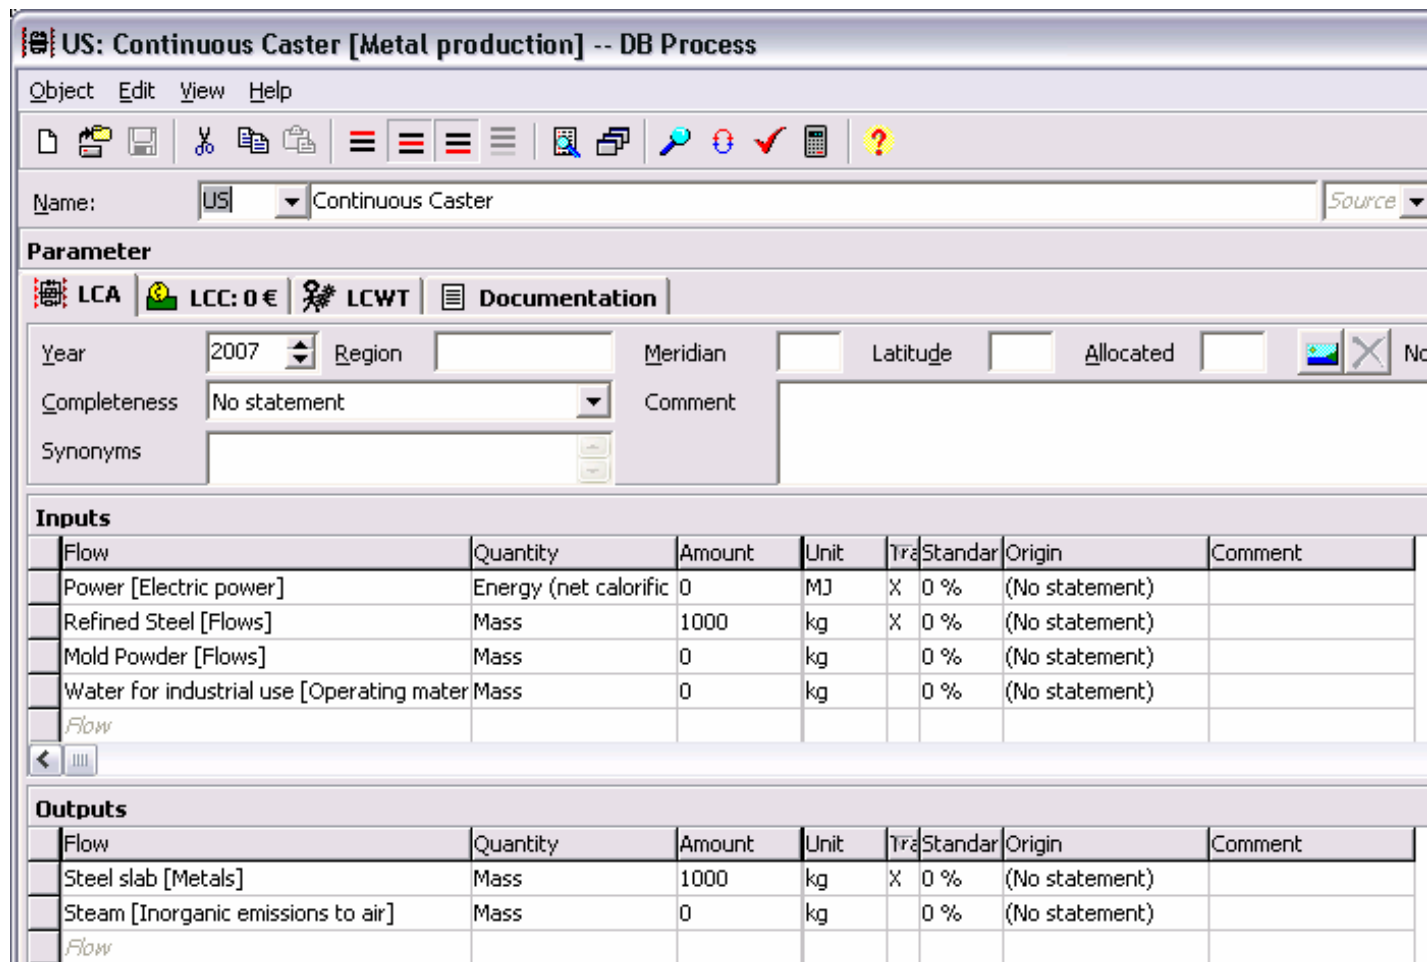 US: Continuous Caster [Metal production] -- DB Process
Object Edit View Help
Name: US Continuous Caster Source
Parameter
LCA LCC: 0 € LCWT Documentation
Year 2007 Region Meridian Latitude Allocated No
Completeness No statement Comment
Synonyms
Inputs
Flow Quantity Amount Unit Tra Standar Origin Comment
Power [Electric power] Energy (net calorific 0 MJ X 0 % (No statement)
Refined Steel [Flows] Mass 1000 kg X 0 % (No statement)
Mold Powder [Flows] Mass 0 kg 0 % (No statement)
Water for industrial use [Operating mater Mass 0 kg 0 % (No statement)
Flow
Outputs
Flow Quantity Amount Unit Tra Standar Origin Comment
Steel slab [Metals] Mass 1000 kg X 0 % (No statement)
Steam [Inorganic emissions to air] Mass 0 kg 0 % (No statement)
Flow